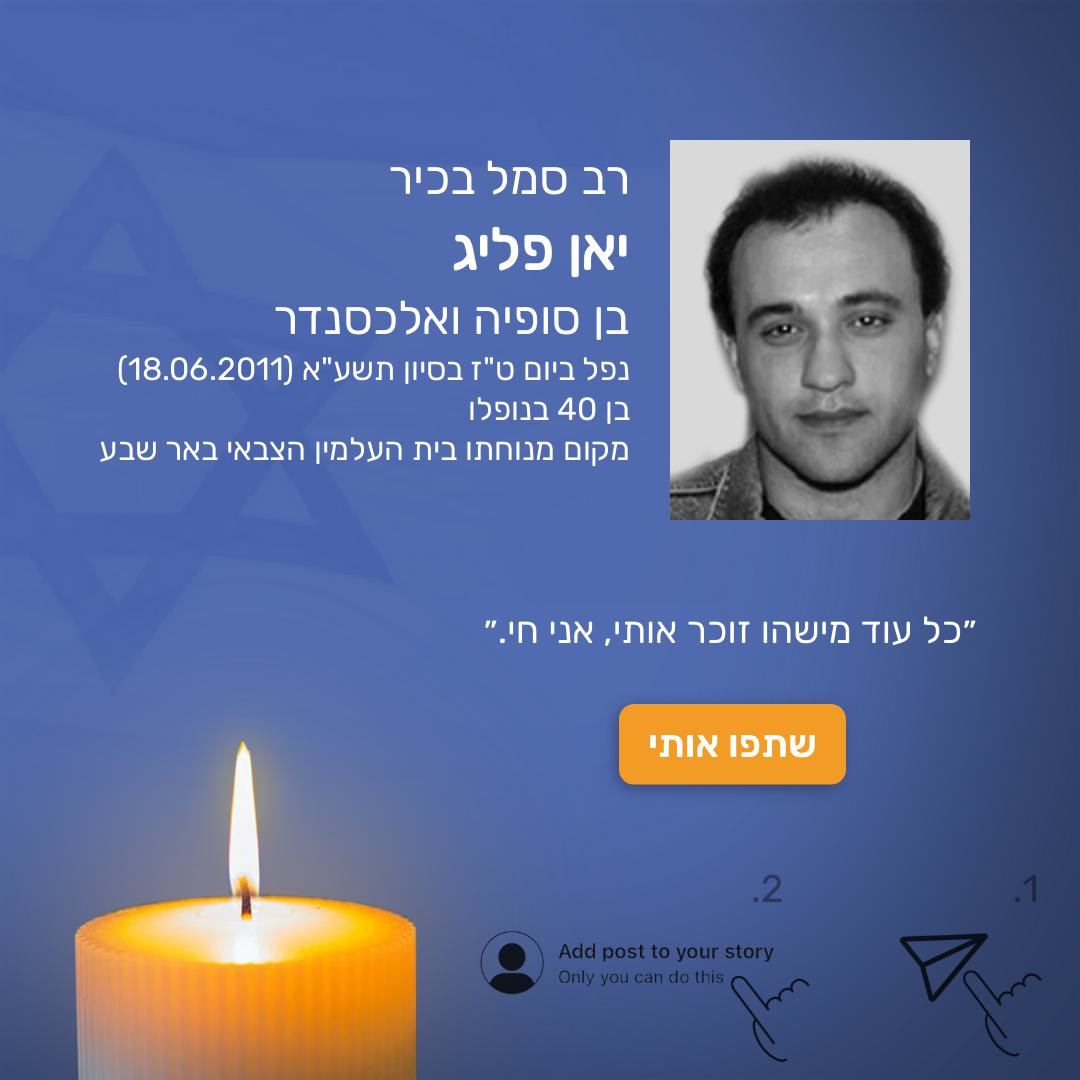 רב סמל בכיר
יאן פליג
בן סופיה ואלכסנדר
נפל ביום ט"ז בסיון תשע"א (18.06.2011)
בן 40 בנופלו
מקום מנוחתו בית העלמין הצבאי באר שבע
״כל עוד מישהו זוכר אותי, אני חי.״
שתפו אותי
1.
2.
Add post to your story
Only you can do this